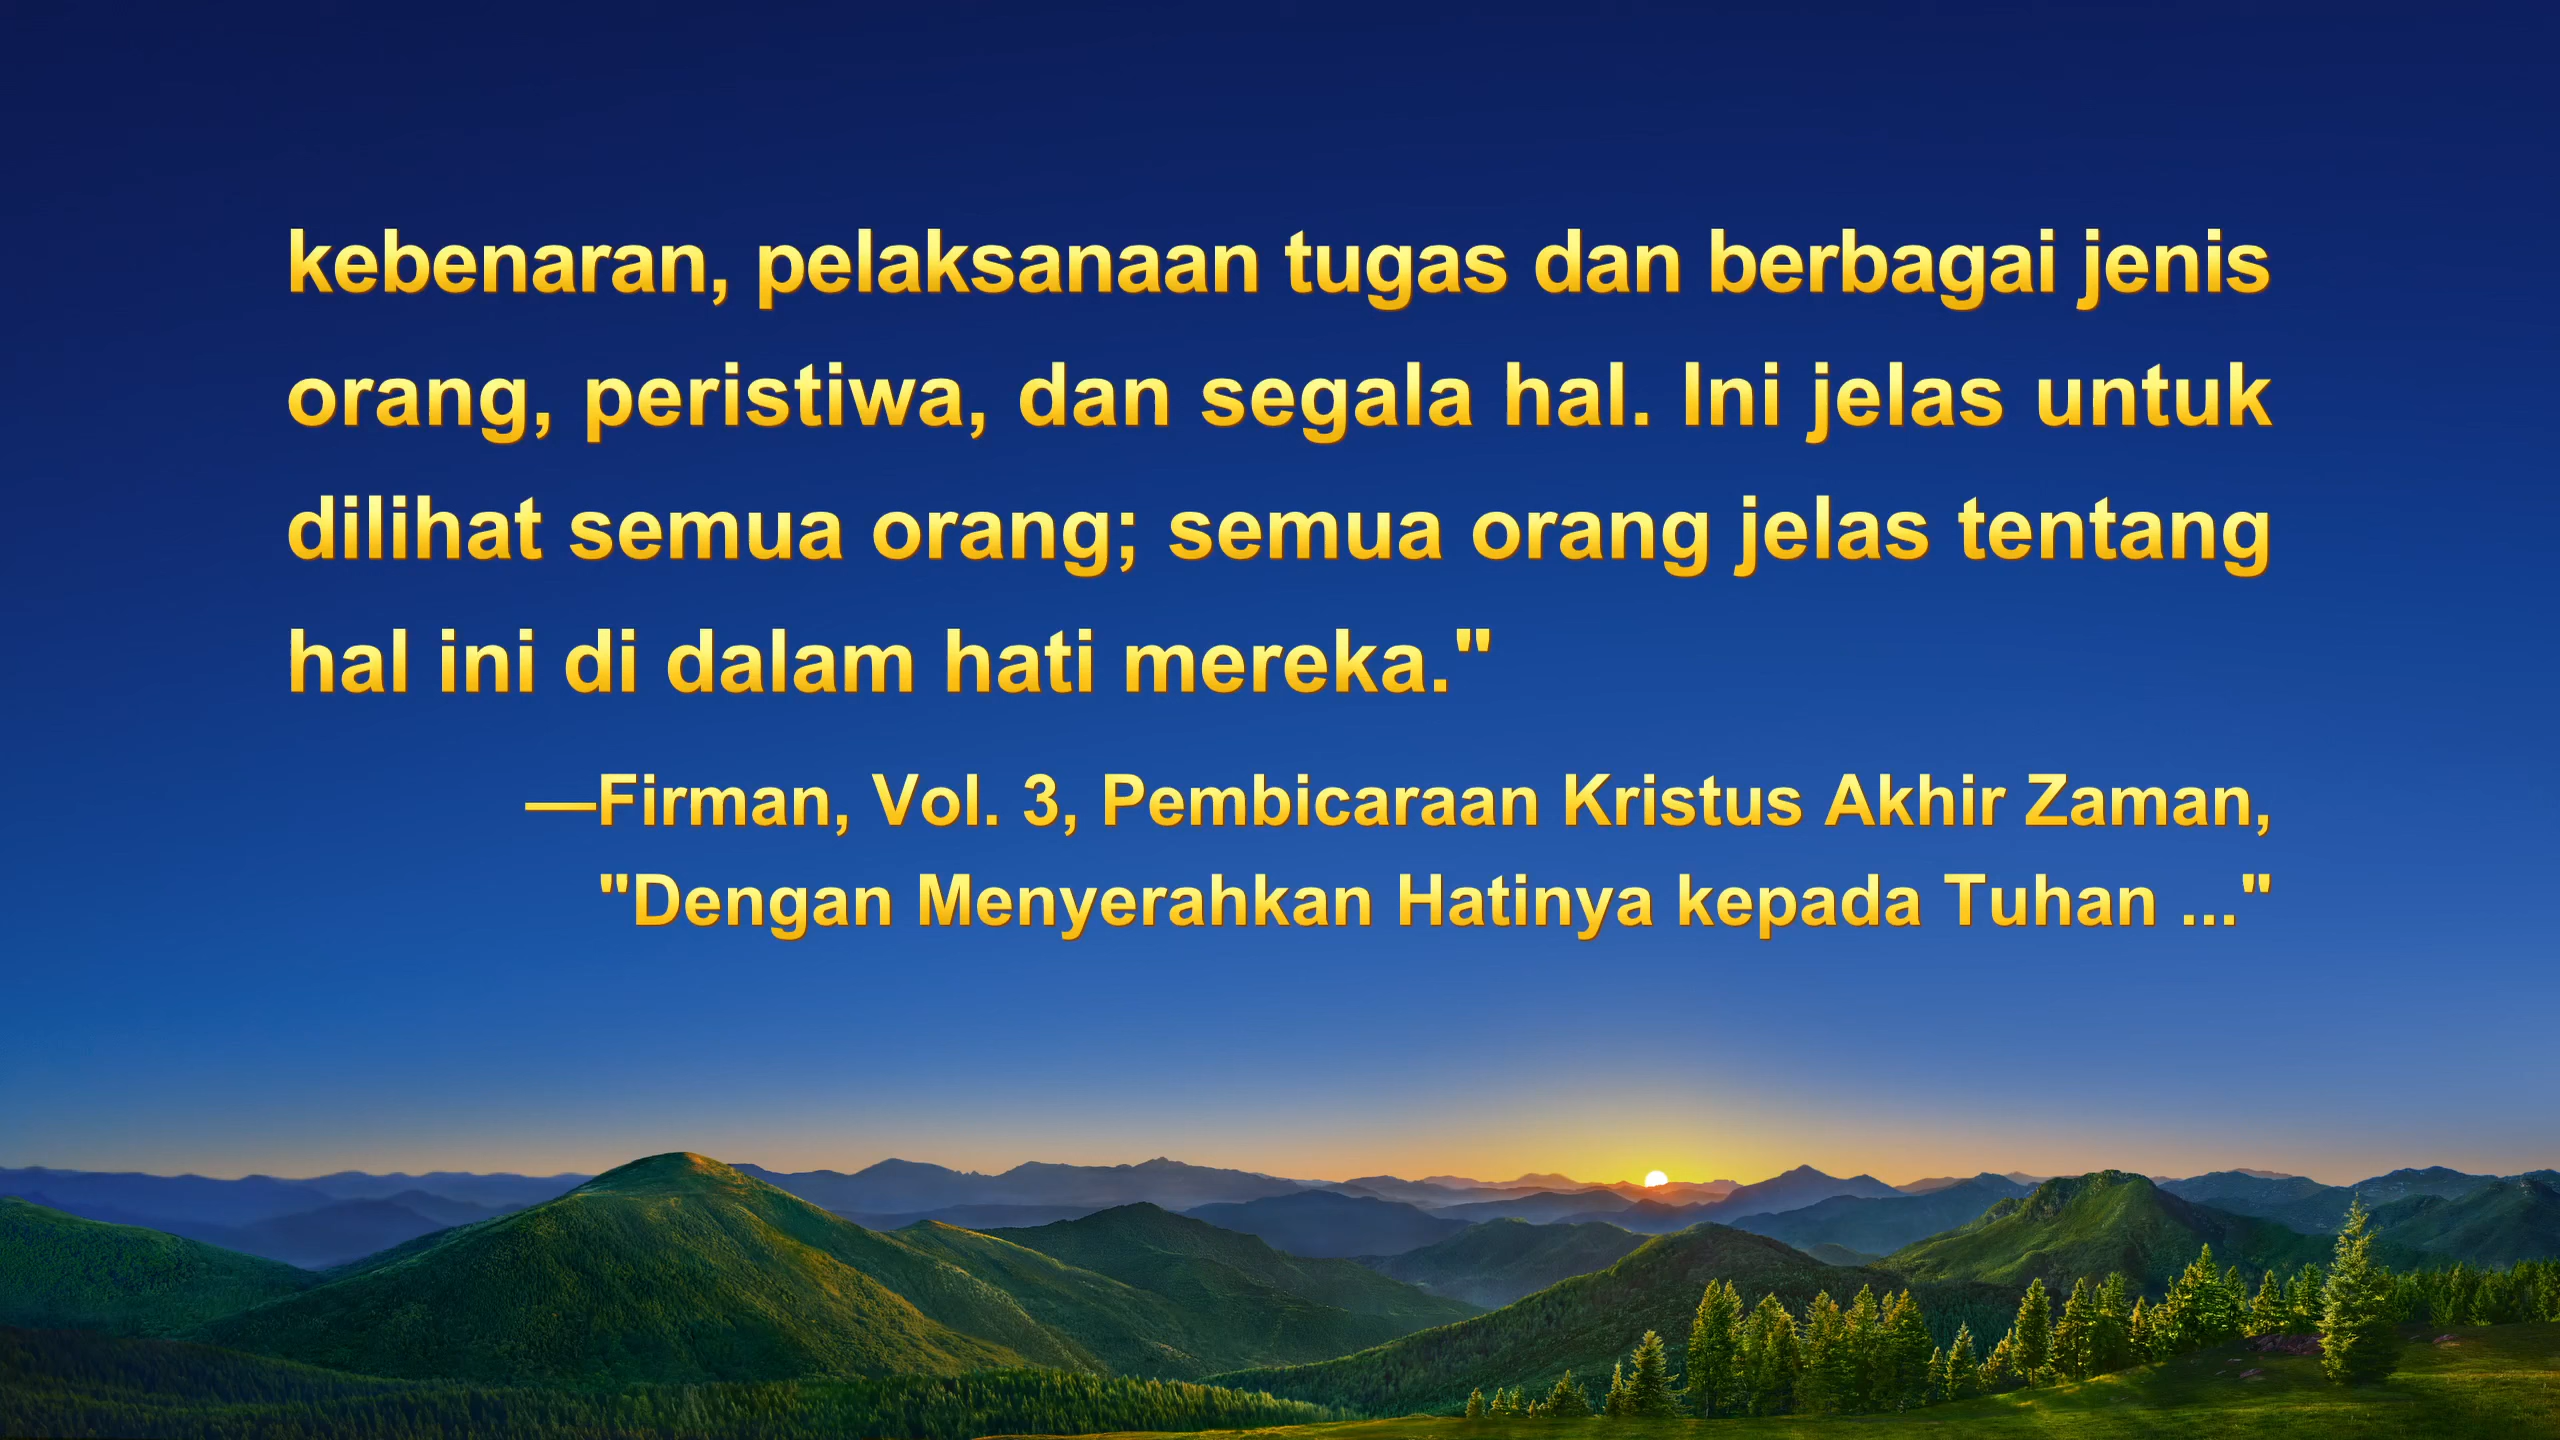 kebenaran, pelaksanaan tugas dan berbagai jenis
orang, peristiwa, dan segala hal. Ini jelas untuk
dilihat semua orang; semua orang jelas tentang
hal ini di dalam hati mereka."
—Firman, Vol. 3, Pembicaraan Kristus Akhir Zaman,
"Dengan Menyerahkan Hatinya kepada Tuhan ..."